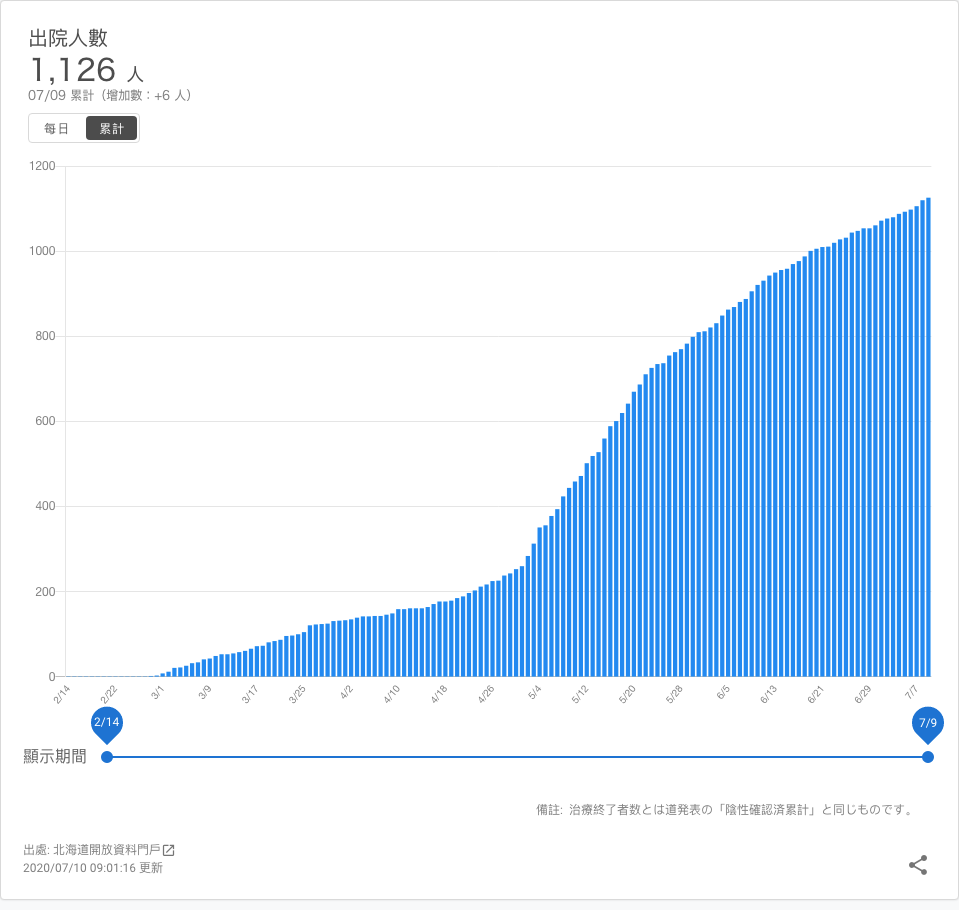 出院人數
1,126 人
07/09 累計（增加數：+6 人）
每日 累計
1200
1000
800
600
400
200
0
2/14 2/22 3/1 3/9 3/17 3/25 4/2 4/10 4/18 4/26 5/4 5/12 5/20 5/28 6/5 6/13 6/21 6/29 7/7
2/14 7/9
顯示期間
備註: 治療終了者数とは道発表の「陰性確認済累計」と同じものです。
出處: 北海道開放資料門戶
2020/07/10 09:01:16 更新